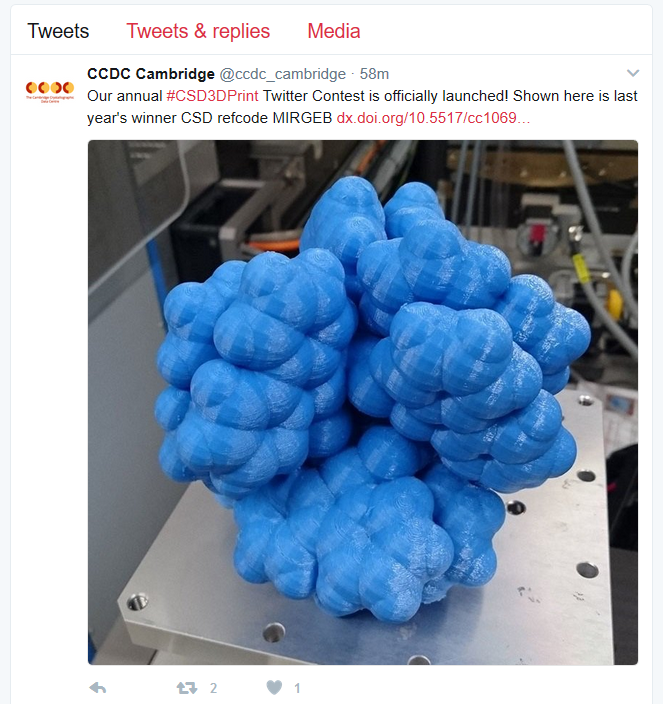 Tweets Tweets & replies Media
CCDC Cambridge @ccdc_cambridge · 58m
Our annual #CSD3DPrint Twitter Contest is officially launched! Shown here is last
year's winner CSD refcode MIRGEB dx.doi.org/10.5517/cc1069…
The Cambridge Crystallographic
Data Centre
2 1